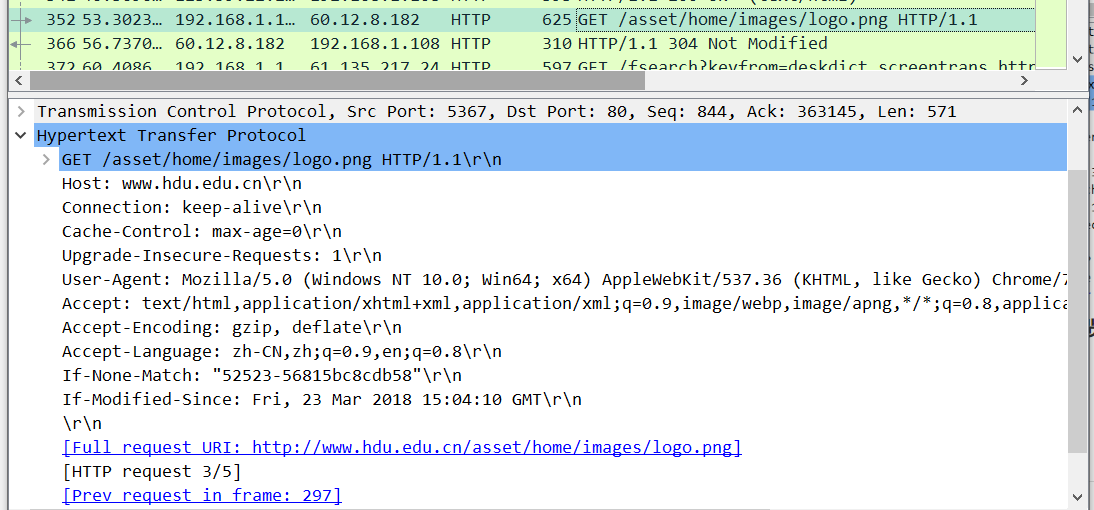 352 53.3023… 192.168.1.1… 60.12.8.182 HTTP 625 GET /asset/home/images/logo.png HTTP/1.1
366 56.7370… 60.12.8.182 192.168.1.108 HTTP 310 HTTP/1.1 304 Not Modified
372 60.4086 192.168.1.1 61.135.217.24 HTTP 597 GET /fsearch?keyfrom=deskdict.screentrans.http
Transmission Control Protocol, Src Port: 5367, Dst Port: 80, Seq: 844, Ack: 363145, Len: 571
Hypertext Transfer Protocol
GET /asset/home/images/logo.png HTTP/1.1\r\n
Host: www.hdu.edu.cn\r\n
Connection: keep-alive\r\n
Cache-Control: max-age=0\r\n
Upgrade-Insecure-Requests: 1\r\n
User-Agent: Mozilla/5.0 (Windows NT 10.0; Win64; x64) AppleWebKit/537.36 (KHTML, like Gecko) Chrome/7
Accept: text/html,application/xhtml+xml,application/xml;q=0.9,image/webp,image/apng,*/*;q=0.8,applica
Accept-Encoding: gzip, deflate\r\n
Accept-Language: zh-CN,zh;q=0.9,en;q=0.8\r\n
If-None-Match: "52523-56815bc8cdb58"\r\n
If-Modified-Since: Fri, 23 Mar 2018 15:04:10 GMT\r\n
\r\n
[Full request URI: http://www.hdu.edu.cn/asset/home/images/logo.png]
[HTTP request 3/5]
[Prev request in frame: 297]